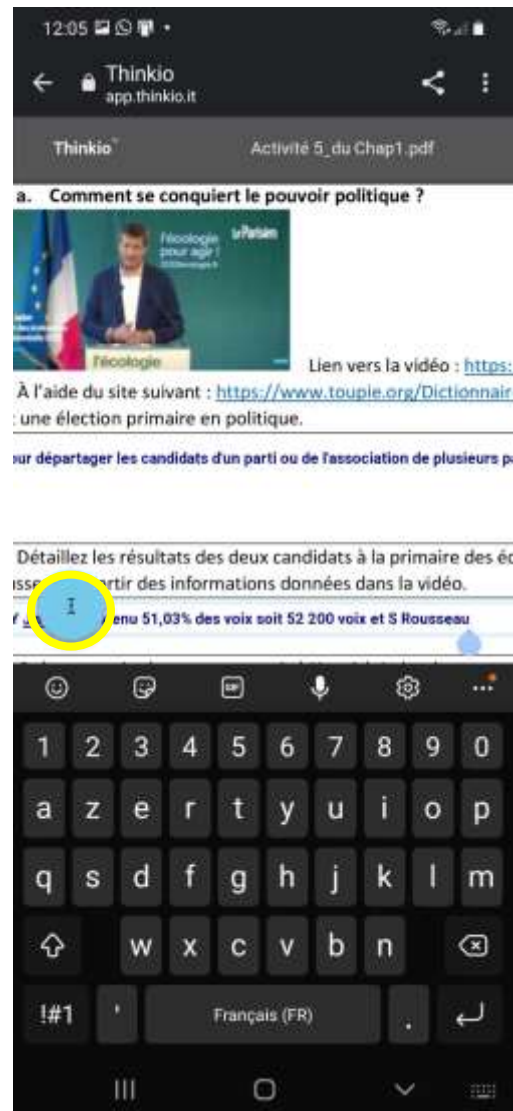 12:05
Thinkio
app.thinkio.it
Thinkio Activité 5_du Chap1.pdf
a. Comment se conquiert le pouvoir politique ?
l'écologie
pour agir !
Le Parisien
l'écologie
Lien vers la vidéo : https:
À l'aide du site suivant : https://www.toupie.org/Dictionnair
une élection primaire en politique.
ur départager les candidats d'un parti ou de l'association de plusieurs pa
Détaillez les résultats des deux candidats à la primaire des éc
rtir des informations données dans la vidéo.
enu 51,03% des voix soit 52 200 voix et S Rousseau
GIF
1 2 3 4 5 6 7 8 9 0
a z e r t y u i o p
q s d f g h j k l m
w x c v b n
!#1 ' Français (FR) .